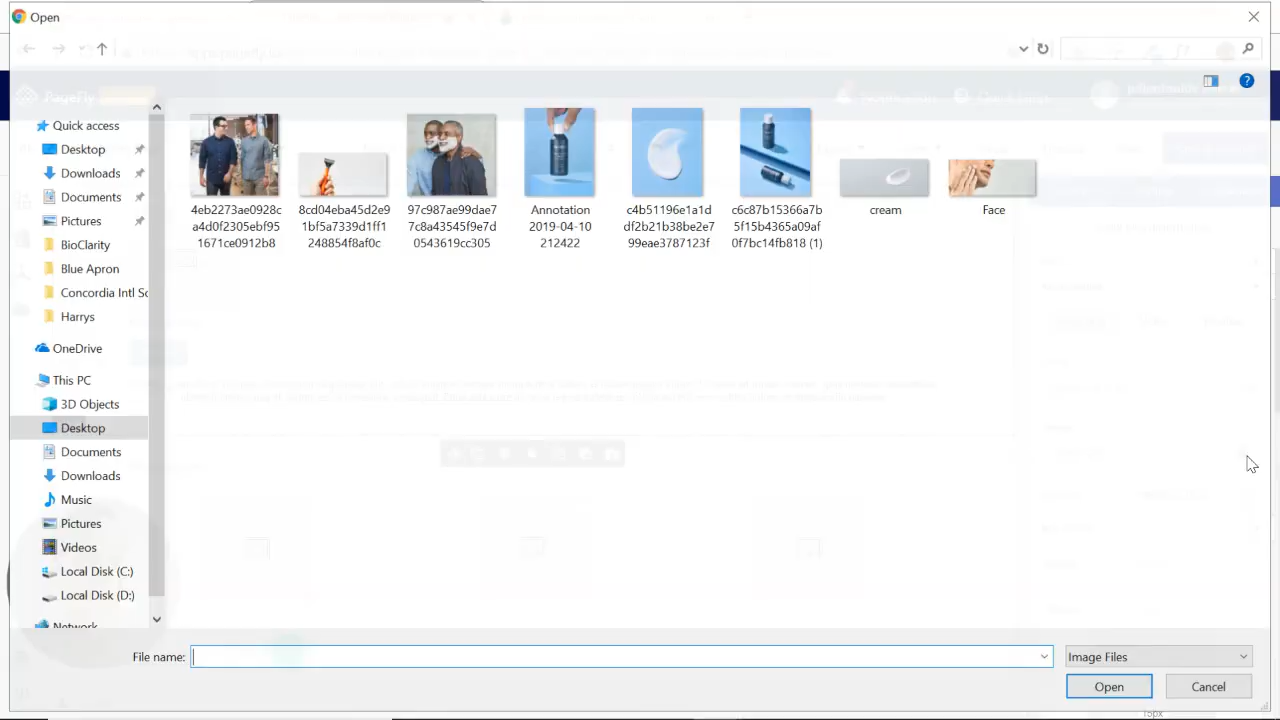 Open
PageFly
Quick access
Desktop
Downloads
Documents
Pictures
BioClarity
Blue Apron
Concordia Intl Sc
Harrys
OneDrive
This PC
3D Objects
Desktop
Documents
Downloads
Music
Pictures
Videos
Local Disk (C:)
Local Disk (D:)
Network
4eb2273ae0928c
a4d0f2305ebf95
1671ce0912b8
8cd04eba45d2e9
1bf5a7339d1ff1
248854f8af0c
97c987ae99dae7
7c8a43545f9e7d
0543619cc305
Annotation
2019-04-10
212422
c4b51196e1a1d
df2b21b38be2e7
99eae3787123f
c6c87b15366a7b
5f15b4365a09af
0f7bc14fb818 (1)
cream
Face
File name:
Image Files
Open
Cancel